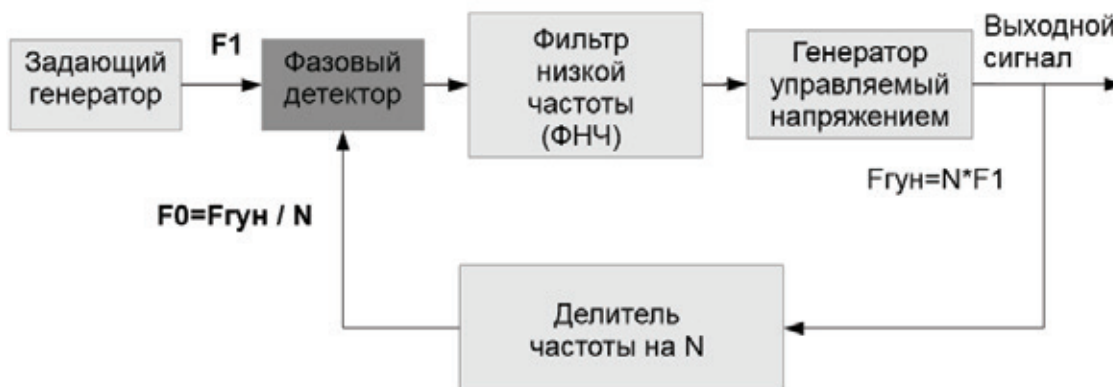 Задающий
генератор
F1
Фазовый
детектор
Фильтр
низкой
частоты
(ФНЧ)
Генератор
управляемый
напряжением
Выходной
сигнал
Fгун=N*F1
F0=Fгун / N
Делитель
частоты на N